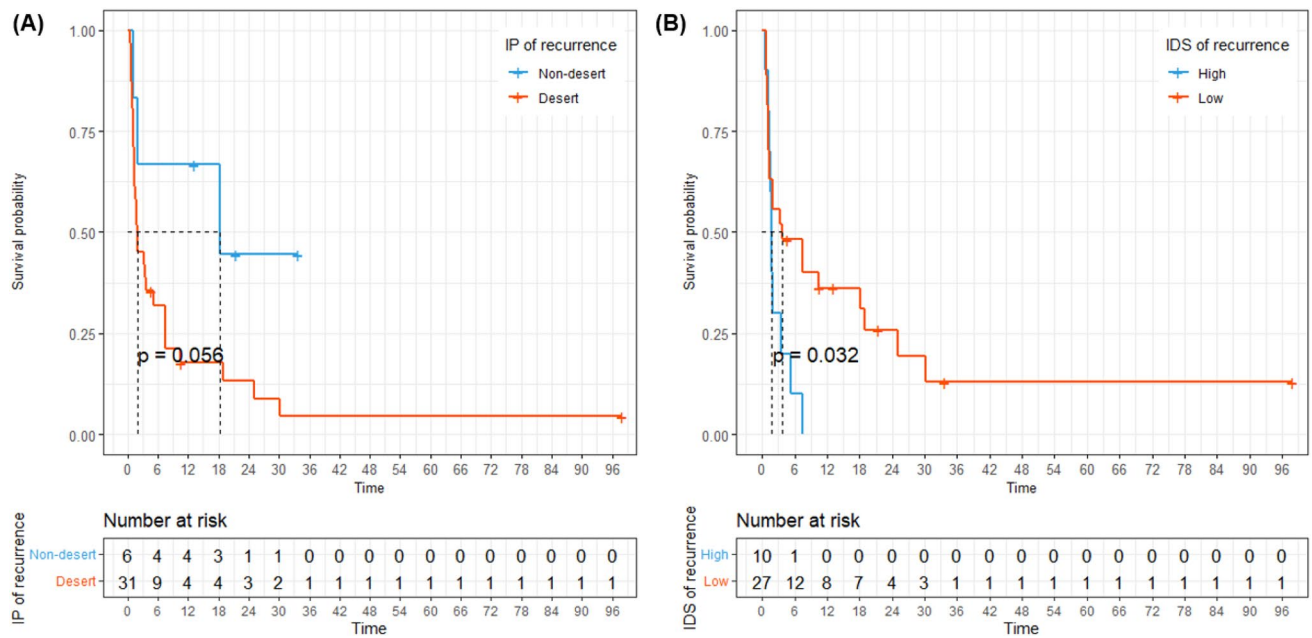 (A)
IP of recurrence
Non-desert
Desert
Survival probability
1.00
0.75
0.50
0.25
0.00
p = 0.056
0 6 12 18 24 30 36 42 48 54 60 66 72 78 84 90 96
Time
Number at risk
IP of recurrence
Non-desert 6 4 4 3 1 1 0 0 0 0 0 0 0 0 0 0 0
Desert 31 9 4 4 3 2 1 1 1 1 1 1 1 1 1 1 1
0 6 12 18 24 30 36 42 48 54 60 66 72 78 84 90 96
Time
(B)
IDS of recurrence
High
Low
Survival probability
1.00
0.75
0.50
0.25
0.00
p = 0.032
0 6 12 18 24 30 36 42 48 54 60 66 72 78 84 90 96
Time
Number at risk
IDS of recurrence
High 10 1 0 0 0 0 0 0 0 0 0 0 0 0 0 0 0
Low 27 12 8 7 4 3 1 1 1 1 1 1 1 1 1 1 1
0 6 12 18 24 30 36 42 48 54 60 66 72 78 84 90 96
Time